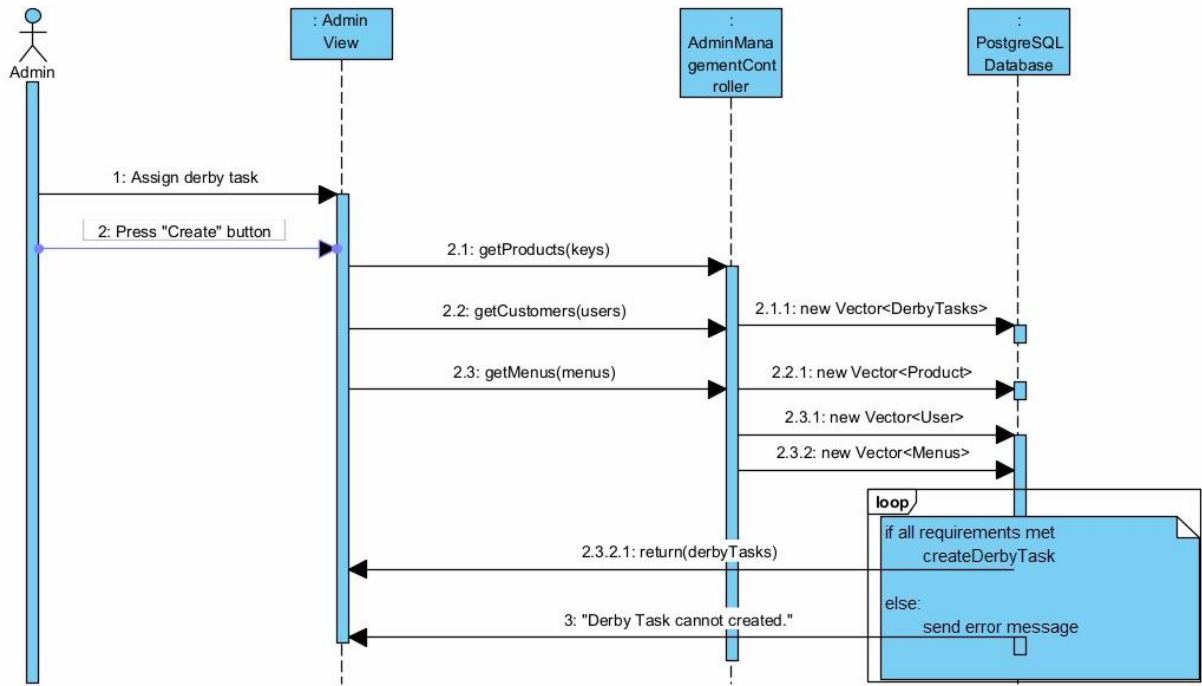 : Admin
View
:
AdminMana
gementCont
roller
:
PostgreSQL
Database
Admin
1: Assign derby task
2: Press "Create" button
2.1: getProducts(keys)
2.2: getCustomers(users)
2.1.1: new Vector<DerbyTasks>
2.3: getMenus(menus)
2.2.1: new Vector<Product>
2.3.1: new Vector<User>
2.3.2: new Vector<Menus>
loop
if all requirements met
createDerbyTask
2.3.2.1: return(derbyTasks)
else:
send error message
3: "Derby Task cannot created."